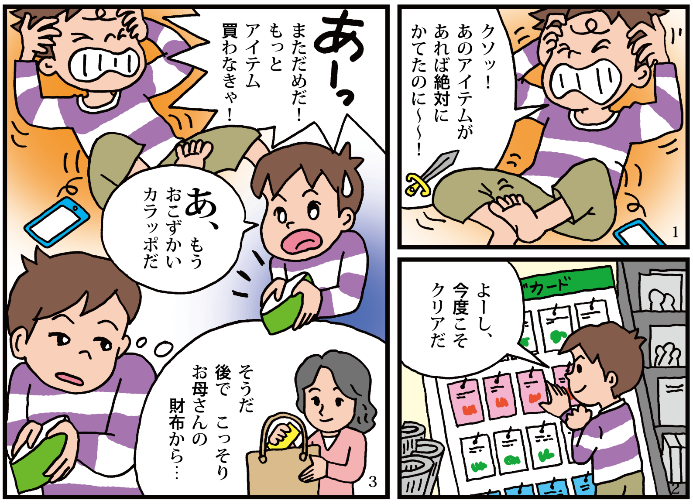 クソッ！
あのアイテムが
あれば絶対に
かてたのに〜〜！
1
カード
よーし、
今度こそ
クリアだ
2
あーっ
まただめだ！
もっと
アイテム
買わなきゃ！
あ、もう
おこずかい
カラッポだ
そうだ
後で こっそり
お母さんの
財布から…
3